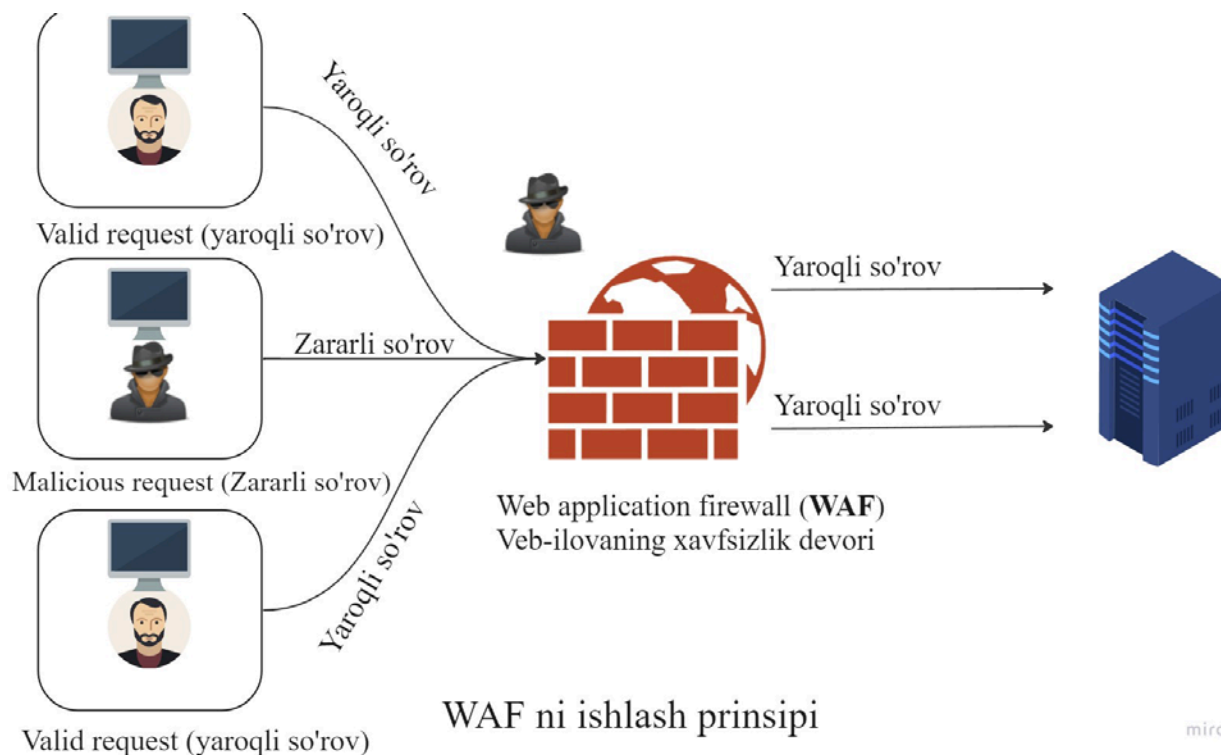 Yaroqli so'rov
Valid request (yaroqli so'rov)
Zararli so'rov
Malicious request (Zararli so'rov)
Yaroqli so'rov
Valid request (yaroqli so'rov)
Yaroqli so'rov
Yaroqli so'rov
Web application firewall (WAF)
Veb-ilovaning xavfsizlik devori
WAF ni ishlash prinsipi